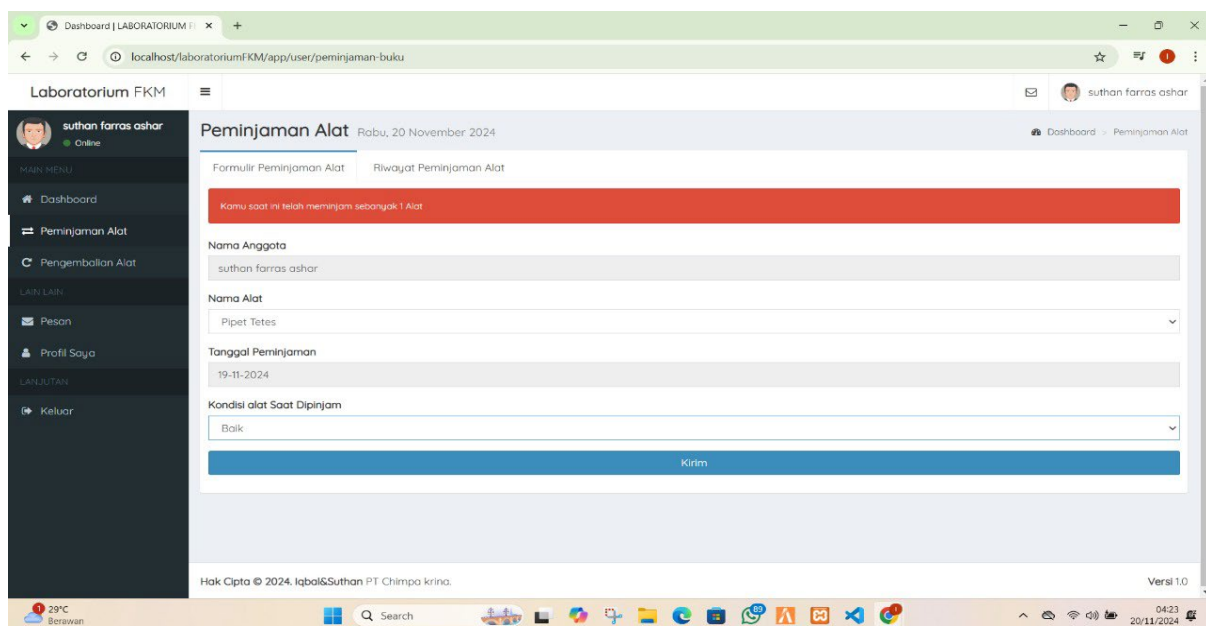 Dashboard | LABORATORIUM F
localhost/laboratoriumFKM/app/user/peminjaman-buku
Laboratorium FKM
suthan farras ashar
suthan farras ashar
Online
Peminjaman Alat Rabu, 20 November 2024
Dashboard > Peminjaman Alat
MAIN MENU
Dashboard
Peminjaman Alat
Pengembalian Alat
LAIN LAIN
Pesan
Profil Saya
LANJUTAN
Keluar
Formulir Peminjaman Alat Riwayat Peminjaman Alat
Kamu saat ini telah meminjam sebanyak 1 Alat
Nama Anggota
suthan farras ashar
Nama Alat
Pipet Tetes
Tanggal Peminjaman
19-11-2024
Kondisi alat Saat Dipinjam
Baik
Kirim
Hak Cipta © 2024. Iqbal&Suthan PT Chimpa krina.
Versi 1.0
1
29°C
Berawan
Search
89
04:23
20/11/2024